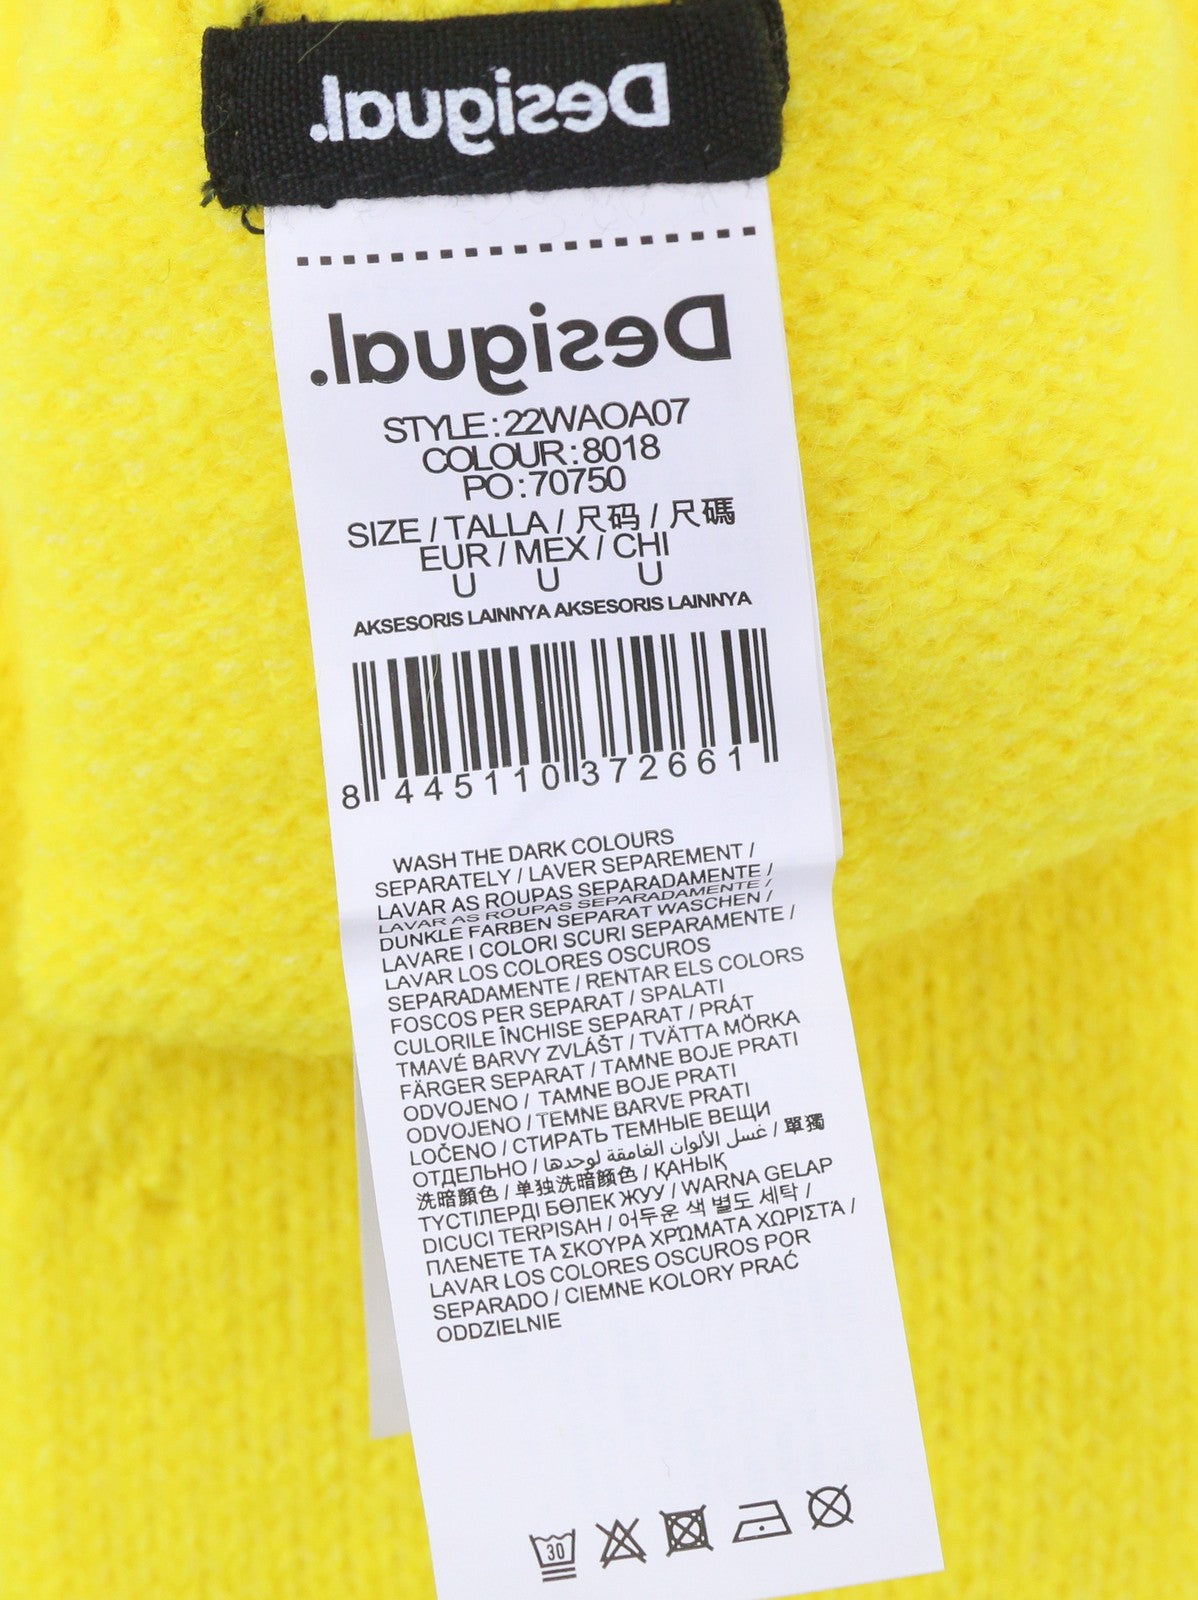 Desigual.
Desigual.
STYLE:22WAOA07
COLOUR:8018
PO:70750
SIZE / TALLA / 尺码 / 尺碼
EUR / MEX / CHI
U U U
AKSESORIS LAINNYA AKSESORIS LAINNYA
8 445110 372661
WASH THE DARK COLOURS
SEPARATELY / LAVER SEPAREMENT /
LAVAR AS ROUPAS SEPARADAMENTE /
LAVAR AS ROUPAS SEPARADAMENTE /
DUNKLE FARBEN SEPARAT WASCHEN /
LAVARE I COLORI SCURI SEPARAMENTE /
LAVAR LOS COLORES OSCUROS
SEPARADAMENTE / RENTAR ELS COLORS
FOSCOS PER SEPARAT / SPALATI
CULORILE ÎNCHISE SEPARAT / PRÁT
TMAVÉ BARVY ZVLÁŠT / TVÄTTA MÖRKA
FÄRGER SEPARAT / TAMNE BOJE PRATI
ODVOJENO / TAMNE BOJE PRATI
ODVOJENO / TEMNE BARVE PRATI
LOČENO / СТИРАТЬ ТЕМНЫЕ ВЕЩИ
ОТДЕЛЬНО / غسل الألوان الغامقة لوحدها / 單獨
洗暗顏色 / 单独洗暗颜色 / ҚАНЫҚ
ТҮСТІЛЕРДІ БӨЛЕК ЖУУ / WARNA GELAP
DICUCI TERPISAH / 어두운 색 별도 세탁 /
ΠΛΕΝΕΤΕ ΤΑ ΣΚΟΥΡΑ ΧΡΏΜΑΤΑ ΧΩΡΙΣΤΆ /
LAVAR LOS COLORES OSCUROS POR
SEPARADO / CIEMNE KOLORY PRAĆ
ODDZIELNIE
30